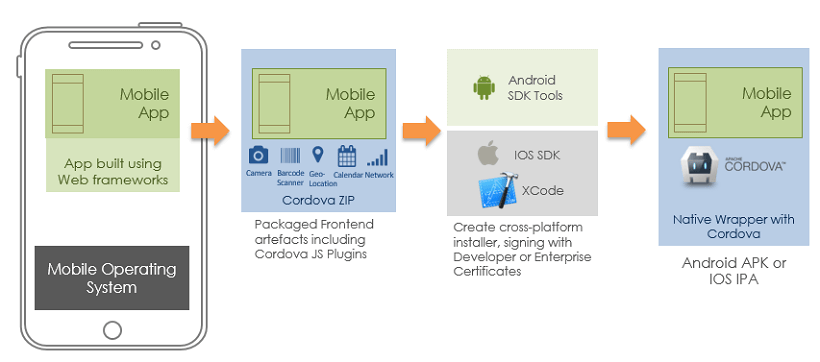 Mobile
App
App built using
Web frameworks
Mobile Operating
System
Mobile
App
Camera
Barcode
Scanner
Geo-
Location
Calendar
Network
Cordova ZIP
Packaged Frontend
artefacts including
Cordova JS Plugins
Android
SDK Tools
IOS SDK
XCode
Create cross-platform
installer, signing with
Developer or Enterprise
Certificates
Mobile
App
APACHE
CORDOVA™
Native Wrapper with
Cordova
Android APK or
IOS IPA